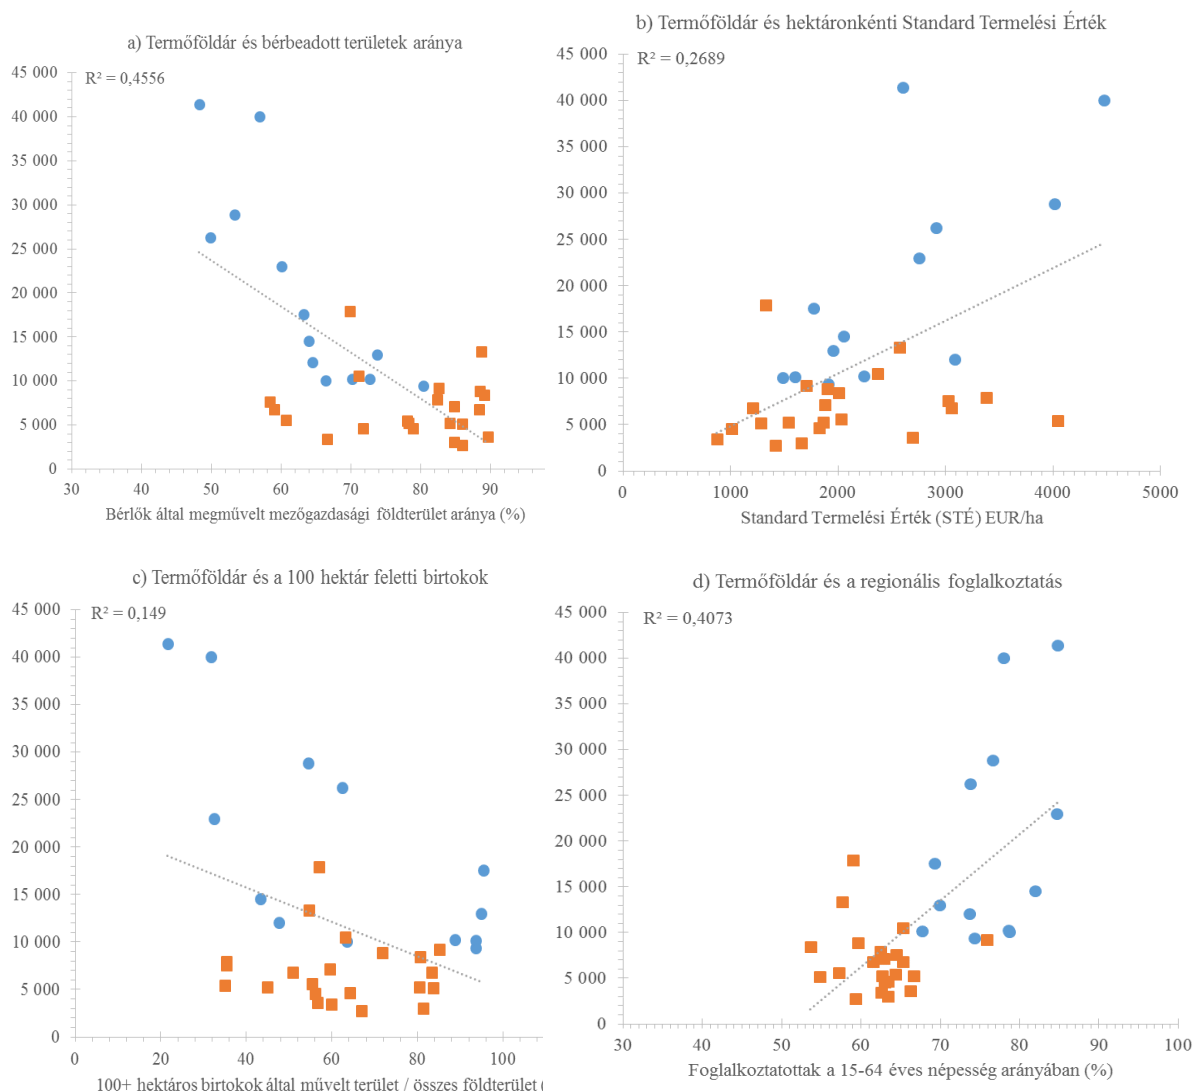 a) Termőföldár és bérbeadott területek aránya
R² = 0,4556
45 000
40 000
35 000
30 000
25 000
20 000
15 000
10 000
5 000
0
30 40 50 60 70 80 90
Bérlők által megművelt mezőgazdasági földterület aránya (%)
b) Termőföldár és hektáronkénti Standard Termelési Érték
R² = 0,2689
45 000
40 000
35 000
30 000
25 000
20 000
15 000
10 000
5 000
0
0 1000 2000 3000 4000 5000
Standard Termelési Érték (STÉ) EUR/ha
c) Termőföldár és a 100 hektár feletti birtokok
R² = 0,149
45 000
40 000
35 000
30 000
25 000
20 000
15 000
10 000
5 000
0
0 20 40 60 80 100
100+ hektáros birtokok által művelt terület / összes földterület (
d) Termőföldár és a regionális foglalkoztatás
R² = 0,4073
45 000
40 000
35 000
30 000
25 000
20 000
15 000
10 000
5 000
0
30 40 50 60 70 80 90 100
Foglalkoztatottak a 15-64 éves népesség arányában (%)